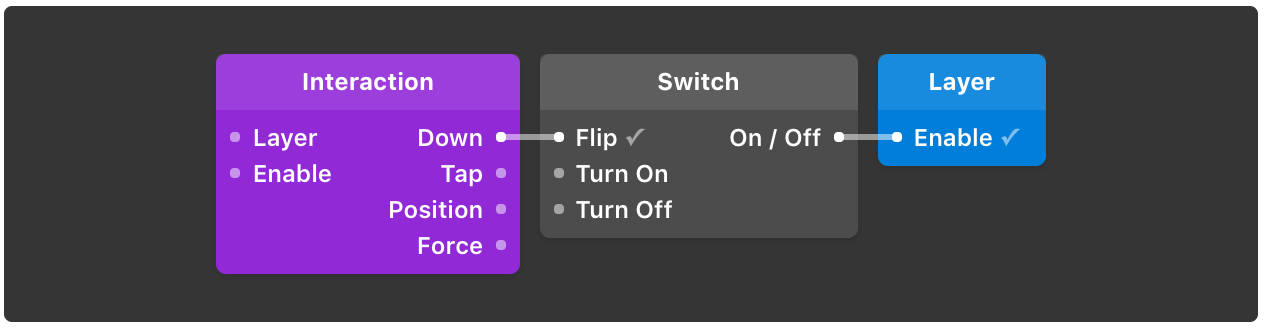 Interaction
Layer Down
Enable Tap
Position
Force
Switch
Flip ✓ On / Off
Turn On
Turn Off
Layer
Enable ✓